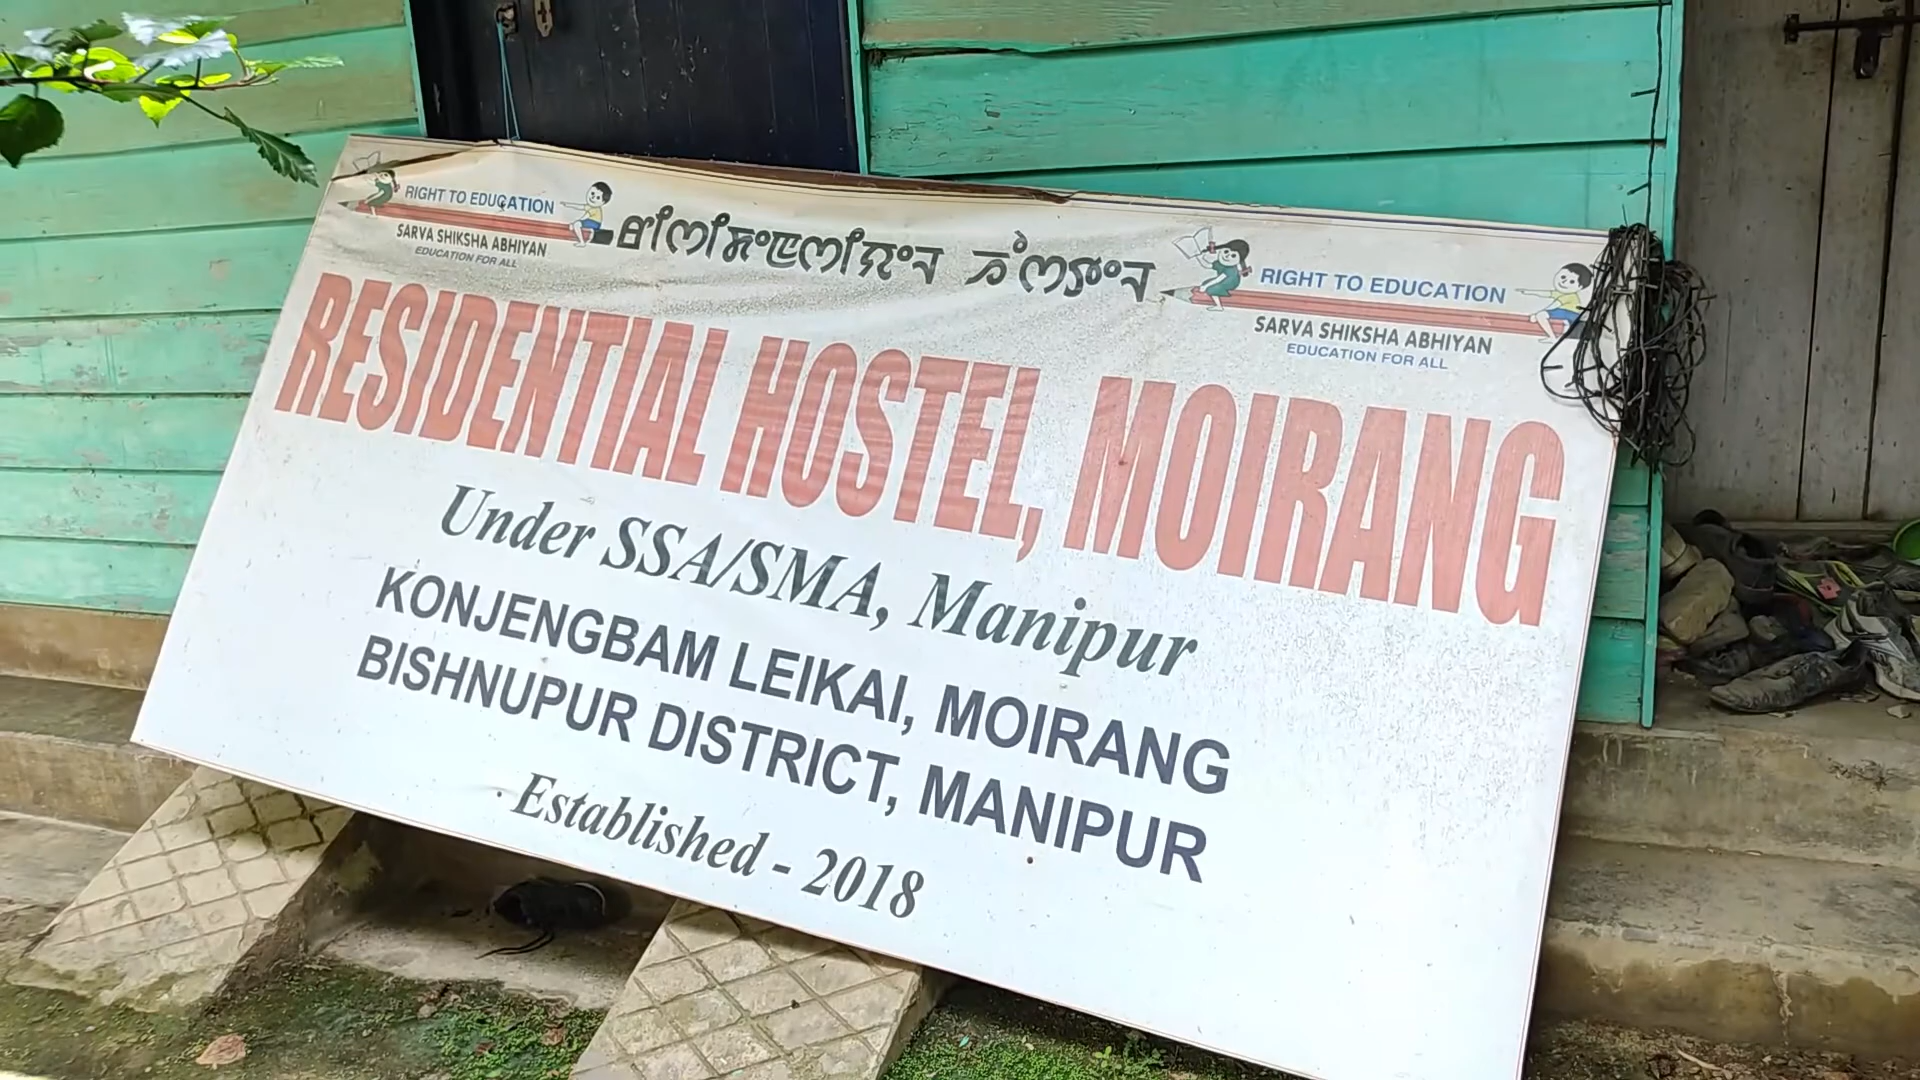 RIGHT TO EDUCATION
SARVA SHIKSHA ABHIYAN
EDUCATION FOR ALL
RIGHT TO EDUCATION
SARVA SHIKSHA ABHIYAN
EDUCATION FOR ALL
RESIDENTIAL HOSTEL, MOIRANG
Under SSA/SMA, Manipur
KONJENGBAM LEIKAI, MOIRANG
BISHNUPUR DISTRICT, MANIPUR
Established - 2018